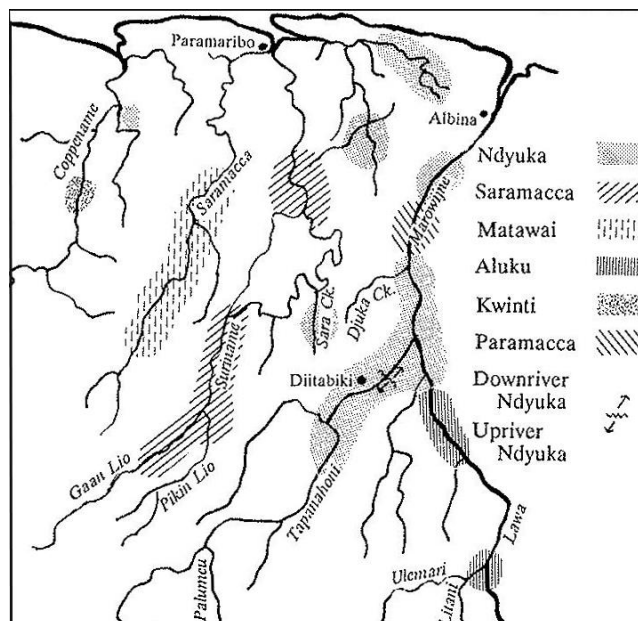 Paramaribo
Albina
Coppename
Saramacca
Marowijne
Ndyuka
Saramacca
Matawai
Aluku
Kwinti
Paramacca
Downriver
Ndyuka
Upriver
Ndyuka
Suriname
Sara Ck.
Djuka Ck.
Diitabiki
Gaan Lio
Pikin Lio
Tapanahoni
Lawa
Palumeu
Ulemari
Litani